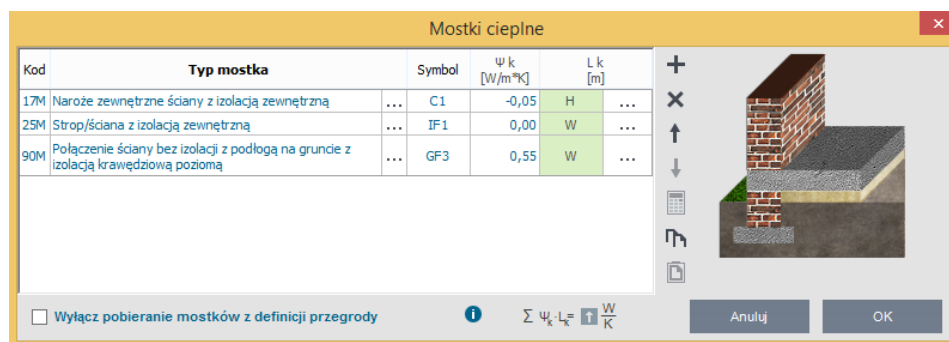 Mostki cieplne
Kod Typ mostka Symbol Ψ k [W/m*K] L k [m]
17M Naroże zewnętrzne ściany z izolacją zewnętrzną ... C1 -0,05 H ...
25M Strop/ściana z izolacją zewnętrzną ... IF1 0,00 W ...
90M Połączenie ściany bez izolacji z podłogą na gruncie z
izolacją krawędziową poziomą ... GF3 0,55 W ...
Wyłącz pobieranie mostków z definicji przegrody Σ Ψk·Lk= W/K Anuluj OK